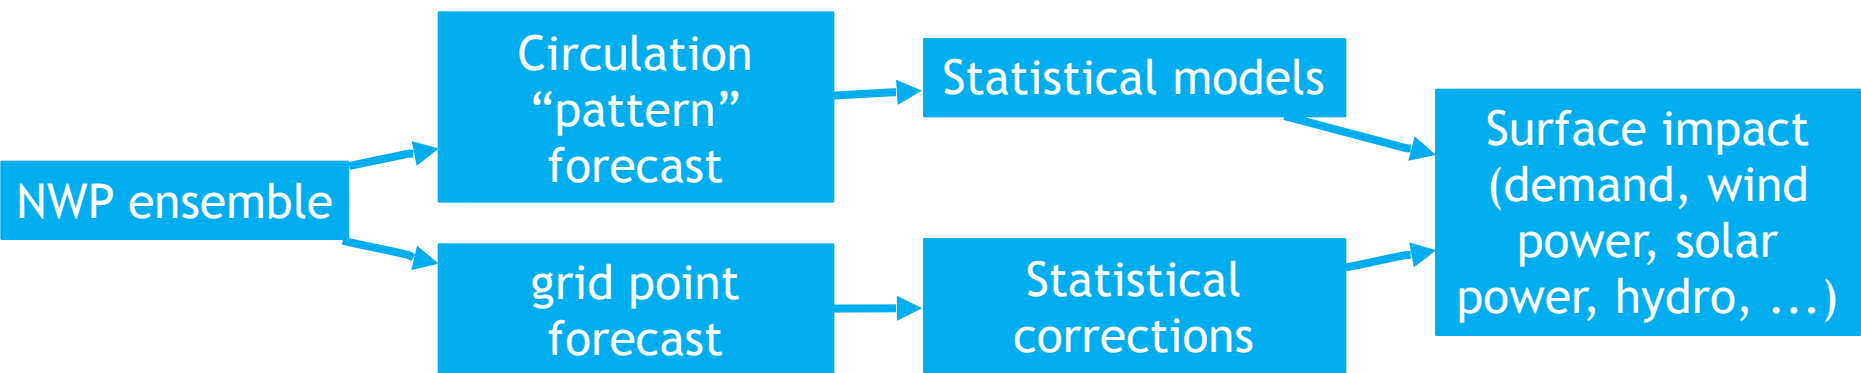 NWP ensemble
Circulation
“pattern”
forecast
Statistical models
grid point
forecast
Statistical
corrections
Surface impact
(demand, wind
power, solar
power, hydro, ...)